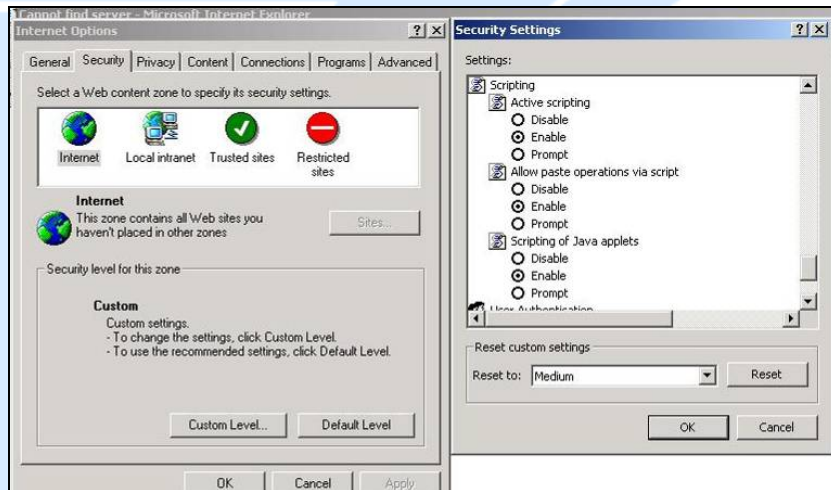 Cannot find server - Microsoft Internet Explorer
Internet Options
General Security Privacy Content Connections Programs Advanced
Select a Web content zone to specify its security settings.
Internet Local intranet Trusted sites Restricted sites
Internet
This zone contains all Web sites you
haven't placed in other zones
Sites...
Security level for this zone
Custom
Custom settings.
- To change the settings, click Custom Level.
- To use the recommended settings, click Default Level.
Custom Level... Default Level
OK Cancel Apply
Security Settings
Settings:
Scripting
Active scripting
Disable
Enable
Prompt
Allow paste operations via script
Disable
Enable
Prompt
Scripting of Java applets
Disable
Enable
Prompt
User Authentication
Reset custom settings
Reset to: Medium Reset
OK Cancel